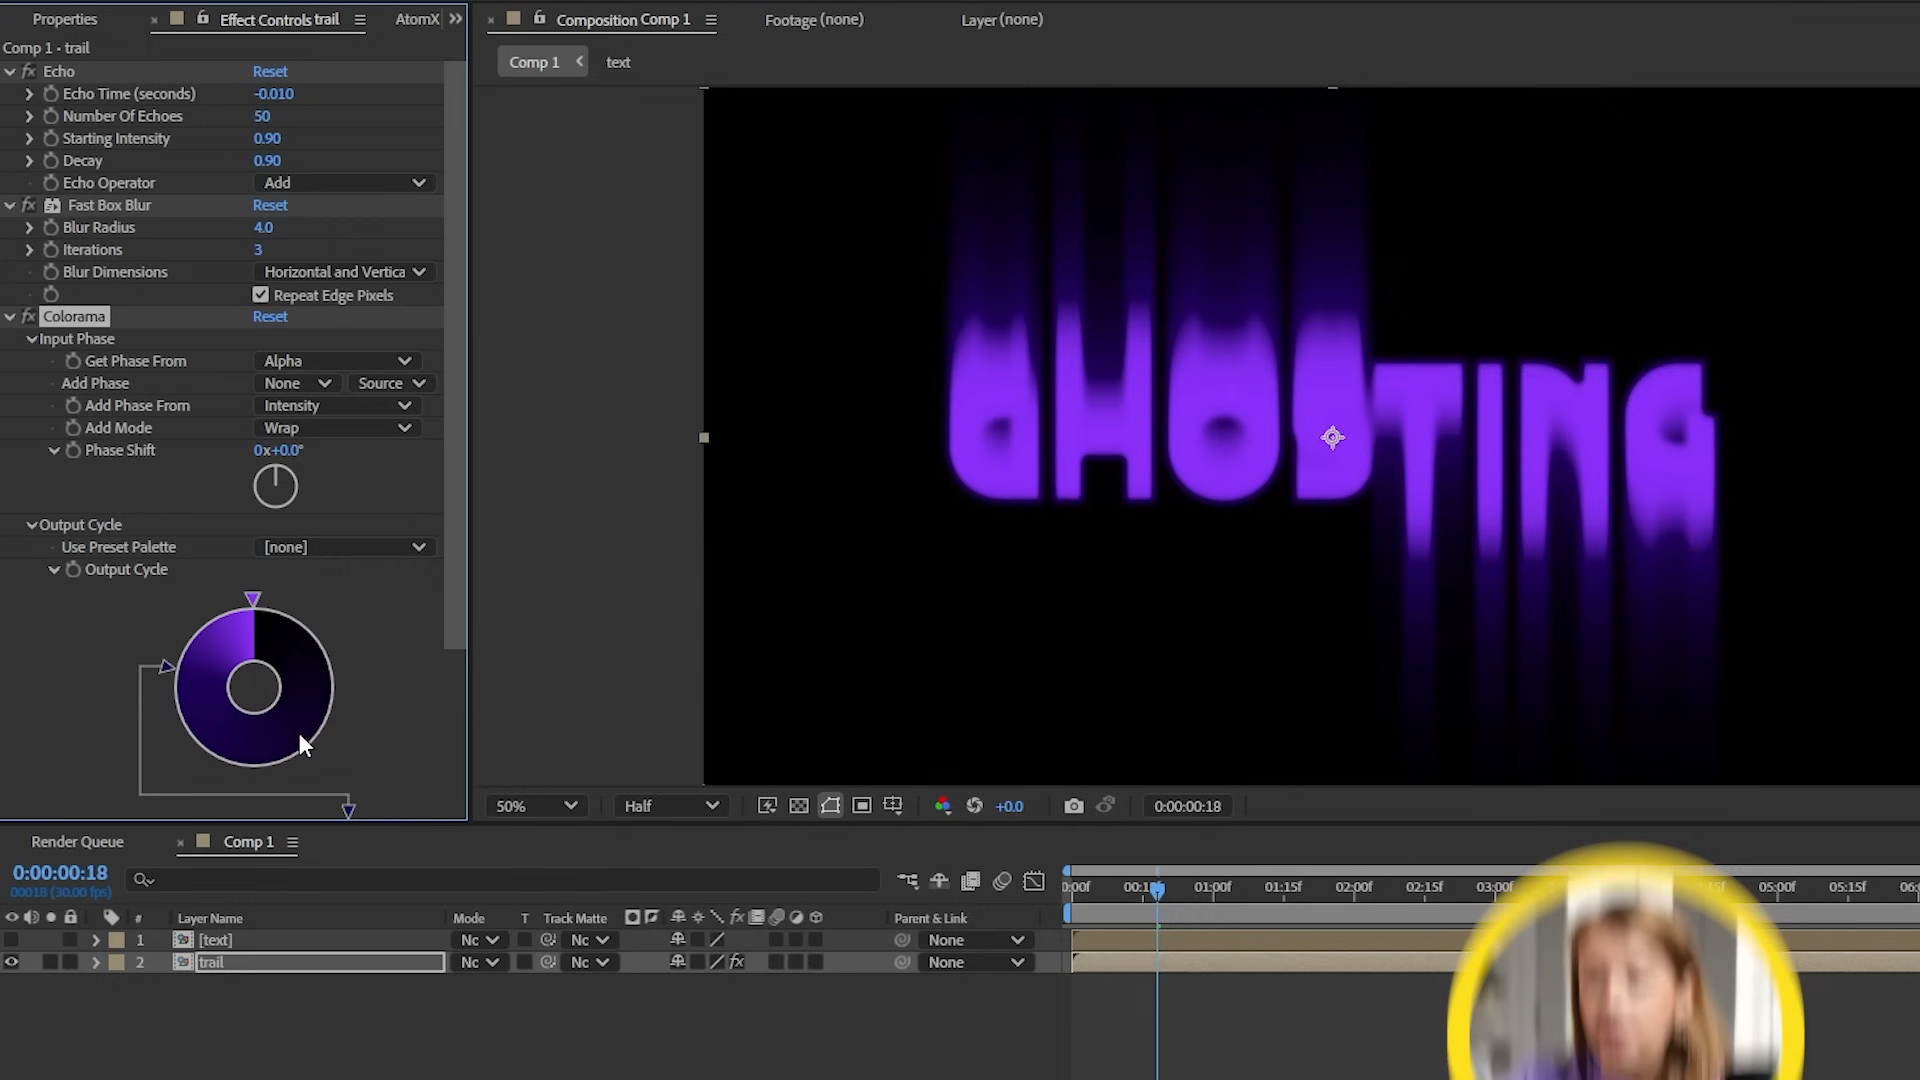 Properties
Effect Controls trail
AtomX
Comp 1 • trail
fx Echo Reset
Echo Time (seconds) -0.010
Number Of Echoes 50
Starting Intensity 0.90
Decay 0.90
Echo Operator Add
fx Fast Box Blur Reset
Blur Radius 4.0
Iterations 3
Blur Dimensions Horizontal and Vertica
Repeat Edge Pixels
fx Colorama Reset
Input Phase
Get Phase From Alpha
Add Phase None Source
Add Phase From Intensity
Add Mode Wrap
Phase Shift 0x+0.0°
Output Cycle
Use Preset Palette [none]
Output Cycle
Composition Comp 1
Footage (none)
Layer (none)
Comp 1
text
GHOSTING
50%
Half
+0.0
0:00:00:18
Render Queue
Comp 1
0:00:00:18
00018 (30.00 fps)
# Layer Name Mode T Track Matte fx Parent & Link
1 [text] Nc Nc None
2 trail Nc Nc fx None
01:00f 01:15f 02:00f 02:15f 03:00f 05:00f 05:15f